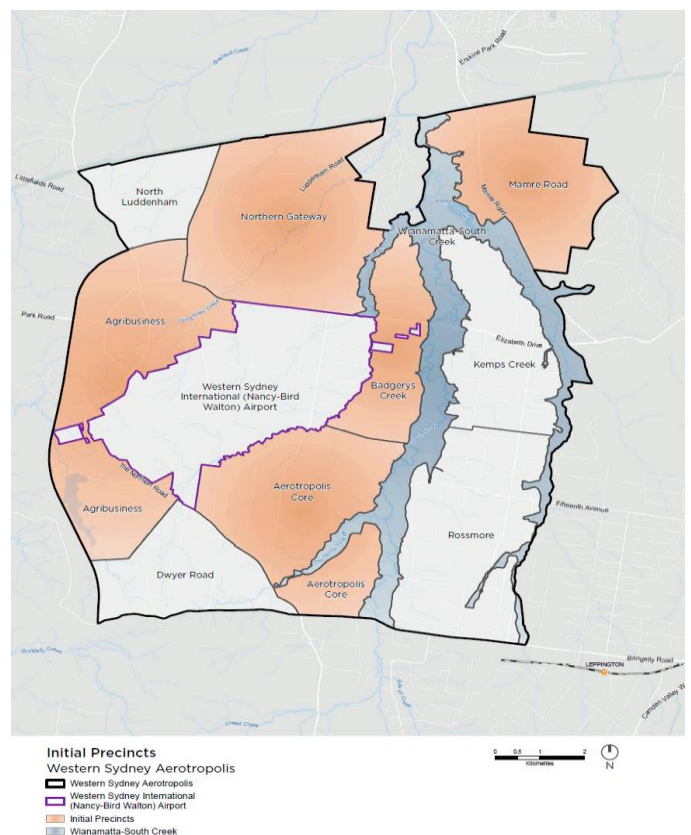 Erskine Park Road
Luddenham Road
Littlefields Road
North
Luddenham
Mamre Road
Mamre Road
Northern Gateway
Wianamatta-South
Creek
Agribusiness
Park Road
Elizabeth Drive
Kemps Creek
Western Sydney
International (Nancy-Bird
Walton) Airport
Badgerys
Creek
The Northern Road
Aerotropolis
Core
Agribusiness
Fifteenth Avenue
Rossmore
Dwyer Road
Aerotropolis
Core
Bringelly Road
LEPPINGTON
Camden Valley W
Initial Precincts
Western Sydney Aerotropolis
Western Sydney Aerotropolis
Western Sydney International
(Nancy-Bird Walton) Airport
Initial Precincts
Wianamatta-South Creek
0 0.5 1 2
Kilometres
N